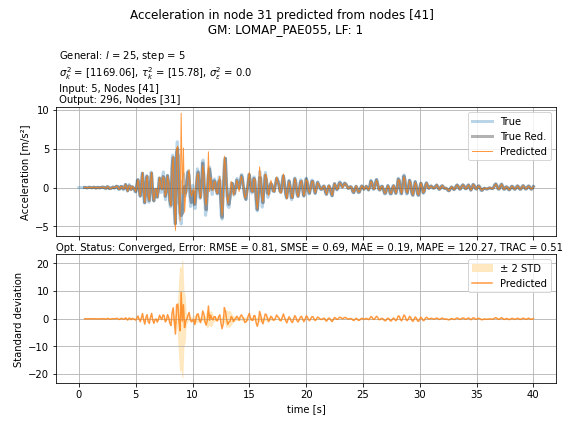 Acceleration in node 31 predicted from nodes [41]
GM: LOMAP_PAE055, LF: 1
General: l = 25, step = 5
σ²ₖ = [1169.06], τ²ₖ = [15.78], σ²_ε = 0.0
Input: 5, Nodes [41]
Output: 296, Nodes [31]
10
5
0
−5
Acceleration [m/s²]
True
True Red.
Predicted
Opt. Status: Converged, Error: RMSE = 0.81, SMSE = 0.69, MAE = 0.19, MAPE = 120.27, TRAC = 0.51
20
10
0
−10
−20
Standard deviation
± 2 STD
Predicted
0 5 10 15 20 25 30 35 40
time [s]